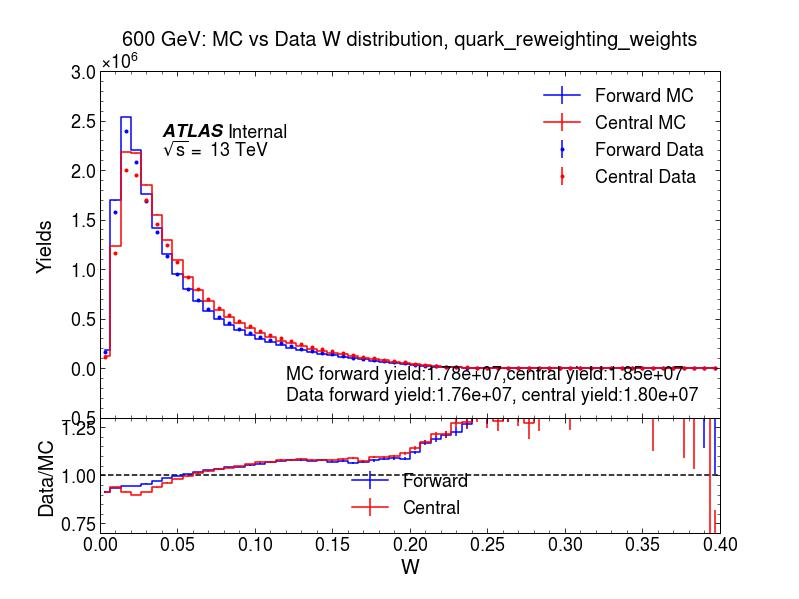 600 GeV: MC vs Data W distribution, quark_reweighting_weights
×10⁶
3.0
2.5
2.0
1.5
1.0
0.5
0.0
0.5
Yields
ATLAS Internal
√s = 13 TeV
Forward MC
Central MC
Forward Data
Central Data
MC forward yield:1.78e+07,central yield:1.85e+07
Data forward yield:1.76e+07, central yield:1.80e+07
1.25
1.00
0.75
Data/MC
Forward
Central
0.00 0.05 0.10 0.15 0.20 0.25 0.30 0.35 0.40
W